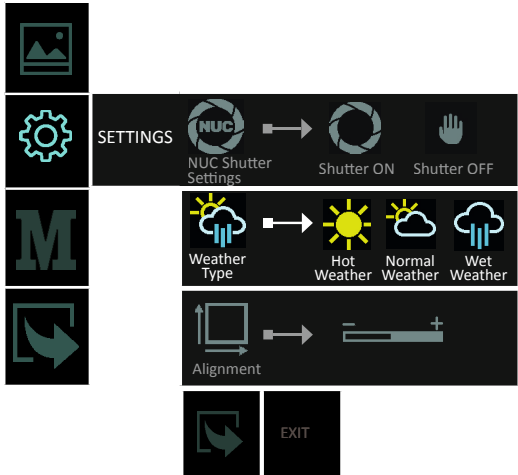 SETTINGS
NUC
NUC Shutter
Settings
Shutter ON
Shutter OFF
M
Weather
Type
Hot
Weather
Normal
Weather
Wet
Weather
Alignment
- +
EXIT